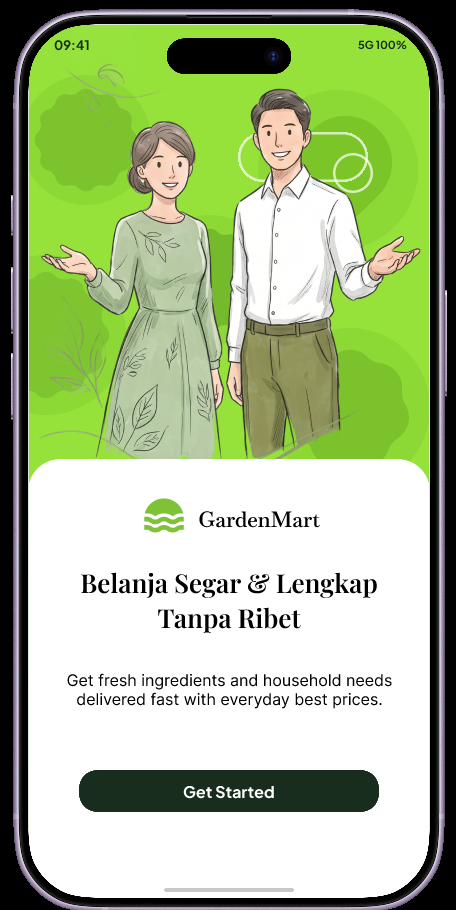 09:41
5G 100%
GardenMart
Belanja Segar & Lengkap
Tanpa Ribet
Get fresh ingredients and household needs
delivered fast with everyday best prices.
Get Started